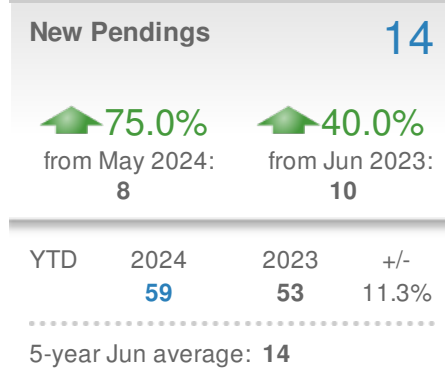 New Pendings 14
75.0% 40.0%
from May 2024: from Jun 2023:
8 10
YTD 2024 2023 +/-
59 53 11.3%
5-year Jun average: 14